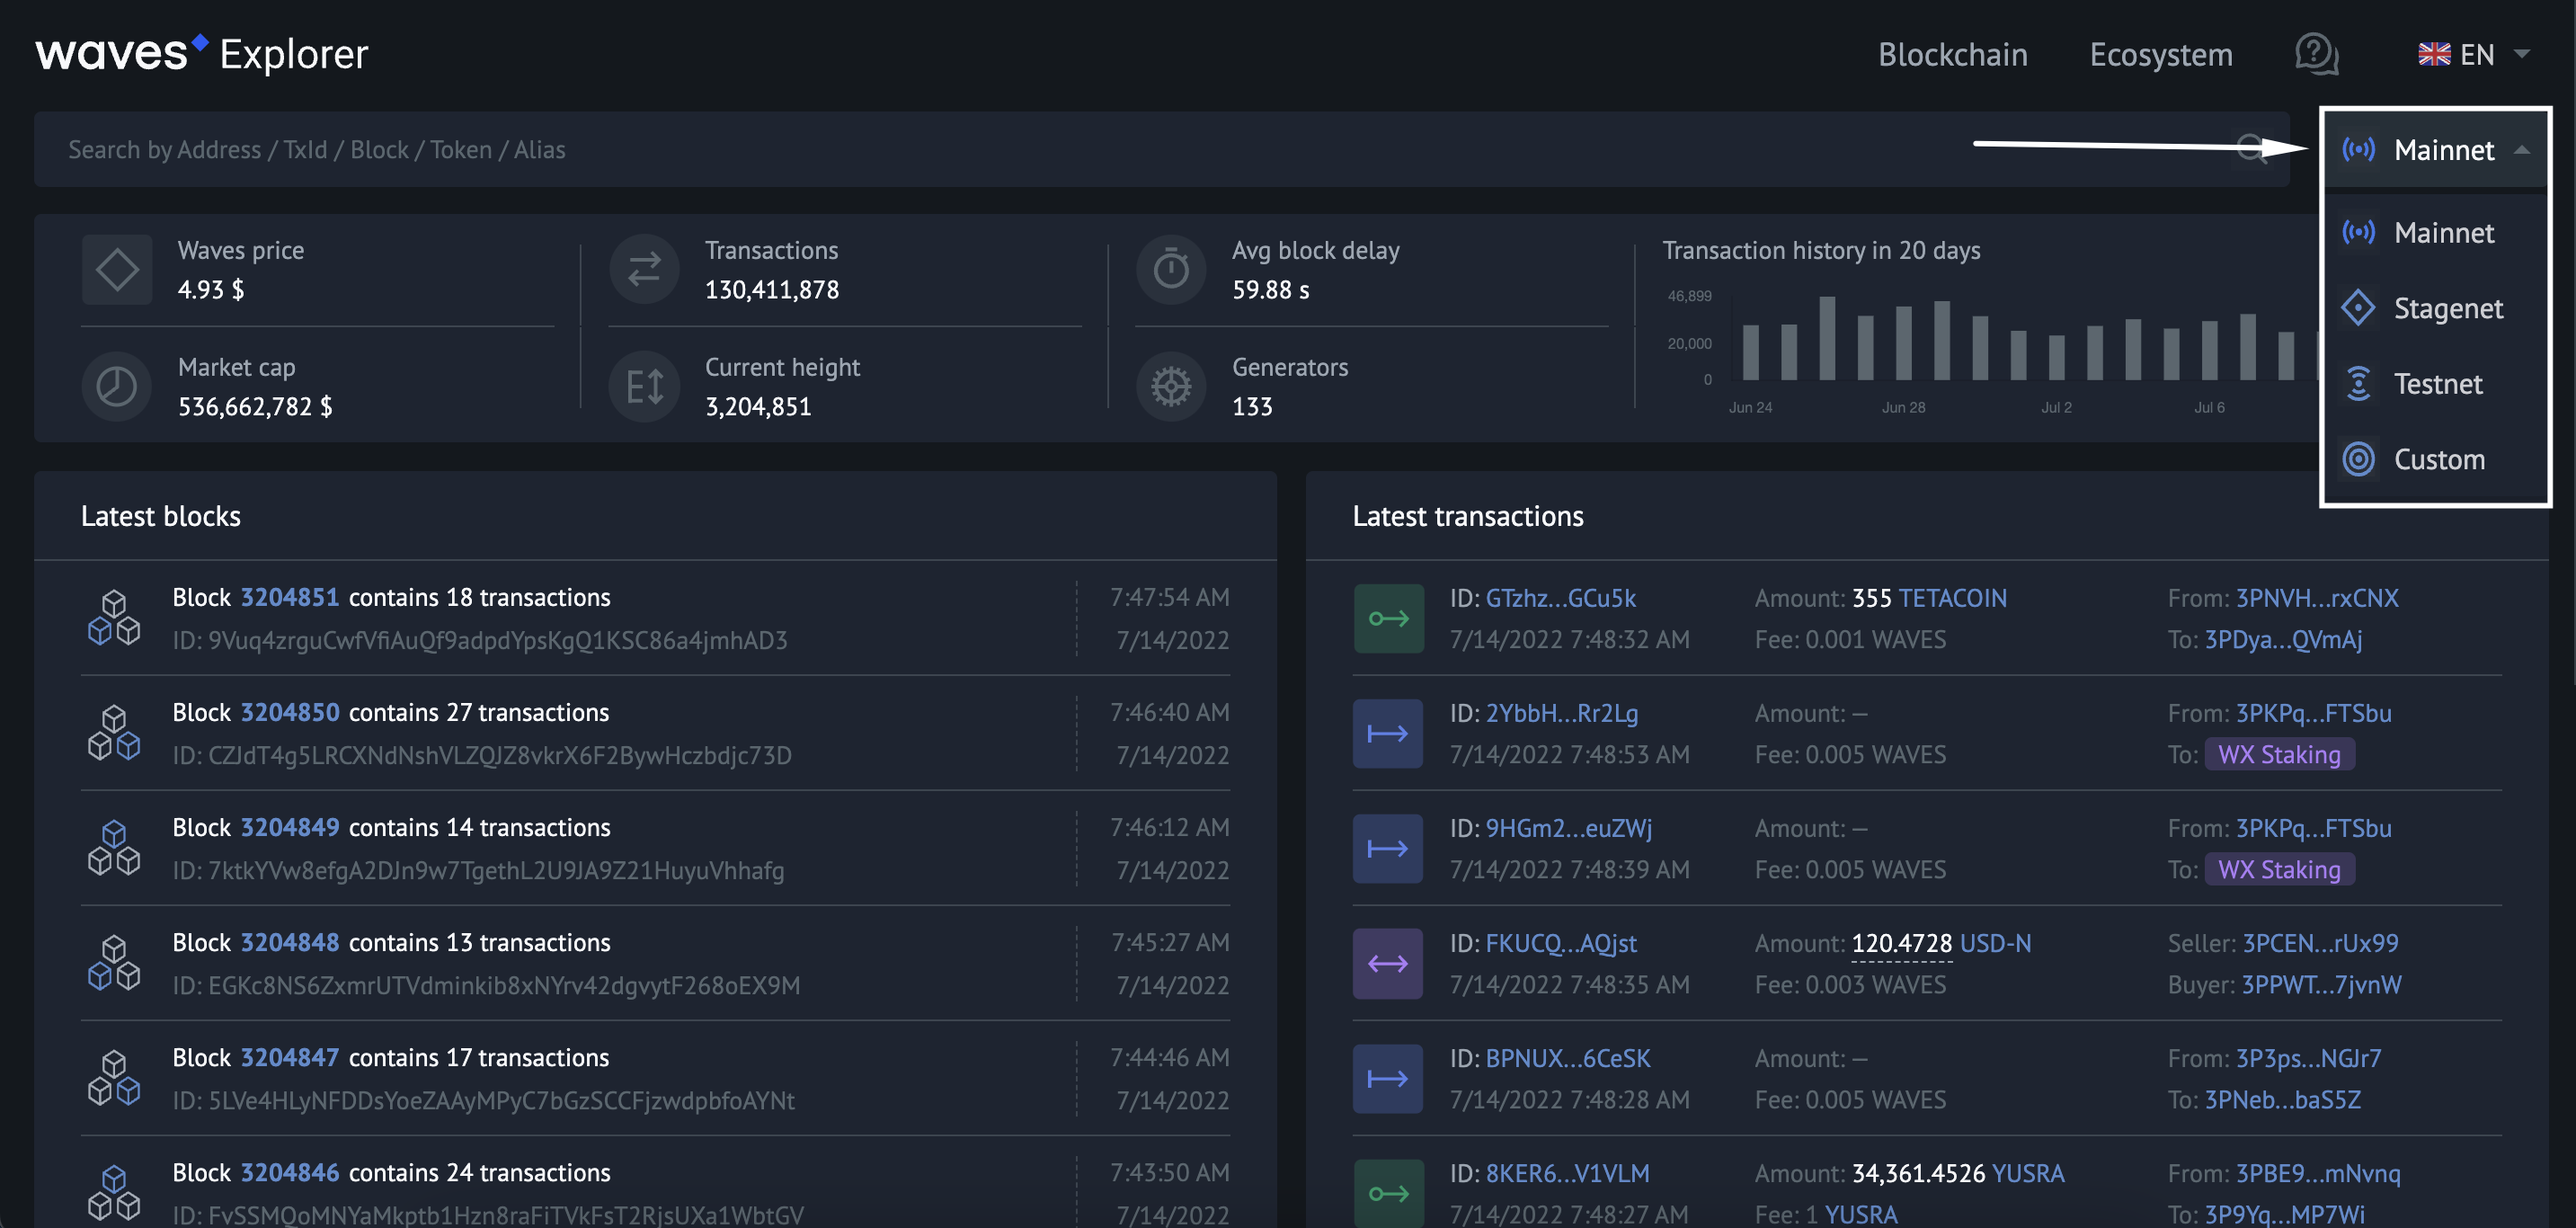 waves Explorer
Blockchain
Ecosystem
EN
Search by Address / TxId / Block / Token / Alias
Mainnet
Mainnet
Stagenet
Testnet
Custom
Waves price
4.93 $
Transactions
130,411,878
Avg block delay
59.88 s
Market cap
536,662,782 $
Current height
3,204,851
Generators
133
Transaction history in 20 days
46,899
20,000
0
Jun 24
Jun 28
Jul 2
Jul 6
Latest blocks
Block 3204851 contains 18 transactions
7:47:54 AM
ID: 9Vuq4zrguCwfVfiAuQf9adpdYpsKgQ1KSC86a4jmhAD3
7/14/2022
Block 3204850 contains 27 transactions
7:46:40 AM
ID: CZJdT4g5LRCXNdNshVLZQJZ8vkrX6F2BywHczbdjc73D
7/14/2022
Block 3204849 contains 14 transactions
7:46:12 AM
ID: 7ktkYVw8efgA2DJn9w7TgethL2U9JA9Z21HuyuVhhafg
7/14/2022
Block 3204848 contains 13 transactions
7:45:27 AM
ID: EGKc8NS6ZxmrUTVdminkib8xNYrv42dgvytF268oEX9M
7/14/2022
Block 3204847 contains 17 transactions
7:44:46 AM
ID: 5LVe4HLyNFDDsYoeZAAyMPyC7bGzSCCFjzwdpbfoAYNt
7/14/2022
Block 3204846 contains 24 transactions
7:43:50 AM
ID: FvSSMQoMNYaMkptb1Hzn8raFiTVkFsT2RjsUXa1WbtGV
7/14/2022
Latest transactions
ID: GTzhz...GCu5k
Amount: 355 TETACOIN
From: 3PNVH...rxCNX
7/14/2022 7:48:32 AM
Fee: 0.001 WAVES
To: 3PDya...QVmAj
ID: 2YbbH...Rr2Lg
Amount: —
From: 3PKPq...FTSbu
7/14/2022 7:48:53 AM
Fee: 0.005 WAVES
To: WX Staking
ID: 9HGm2...euZWj
Amount: —
From: 3PKPq...FTSbu
7/14/2022 7:48:39 AM
Fee: 0.005 WAVES
To: WX Staking
ID: FKUCQ...AQjst
Amount: 120.4728 USD-N
Seller: 3PCEN...rUx99
7/14/2022 7:48:35 AM
Fee: 0.003 WAVES
Buyer: 3PPWT...7jvnW
ID: BPNUX...6CeSK
Amount: —
From: 3P3ps...NGJr7
7/14/2022 7:48:28 AM
Fee: 0.005 WAVES
To: 3PNeb...baS5Z
ID: 8KER6...V1VLM
Amount: 34,361.4526 YUSRA
From: 3PBE9...mNvnq
7/14/2022 7:48:27 AM
Fee: 1 YUSRA
To: 3P9Yq...MP7Wi